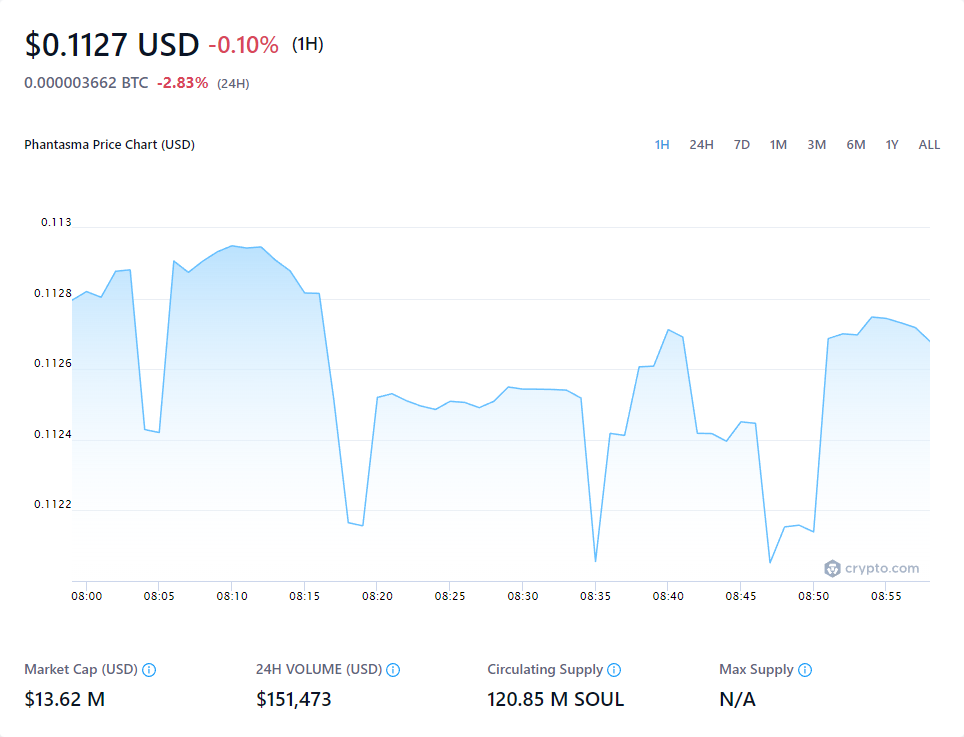 $0.1127 USD -0.10% (1H)
0.000003662 BTC -2.83% (24H)
Phantasma Price Chart (USD)
1H 24H 7D 1M 3M 6M 1Y ALL
0.113
0.1128
0.1126
0.1124
0.1122
crypto.com
08:00 08:05 08:10 08:15 08:20 08:25 08:30 08:35 08:40 08:45 08:50 08:55
Market Cap (USD) 24H VOLUME (USD) Circulating Supply Max Supply
$13.62 M $151,473 120.85 M SOUL N/A